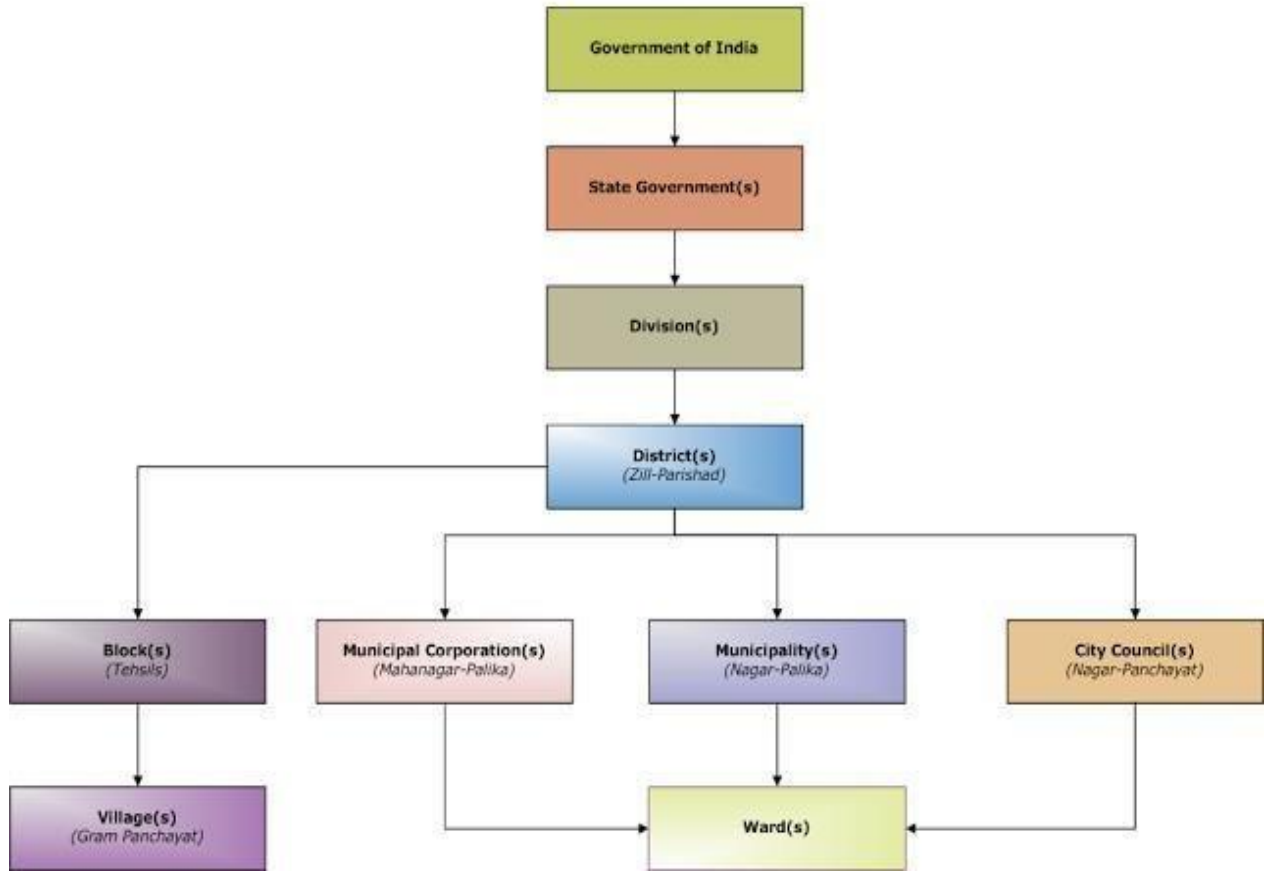 Government of India
State Government(s)
Division(s)
District(s)
(Zill-Parishad)
Block(s)
(Tehsils)
Municipal Corporation(s)
(Mahanagar-Palika)
Municipality(s)
(Nagar-Palika)
City Council(s)
(Nagar-Panchayat)
Village(s)
(Gram Panchayat)
Ward(s)